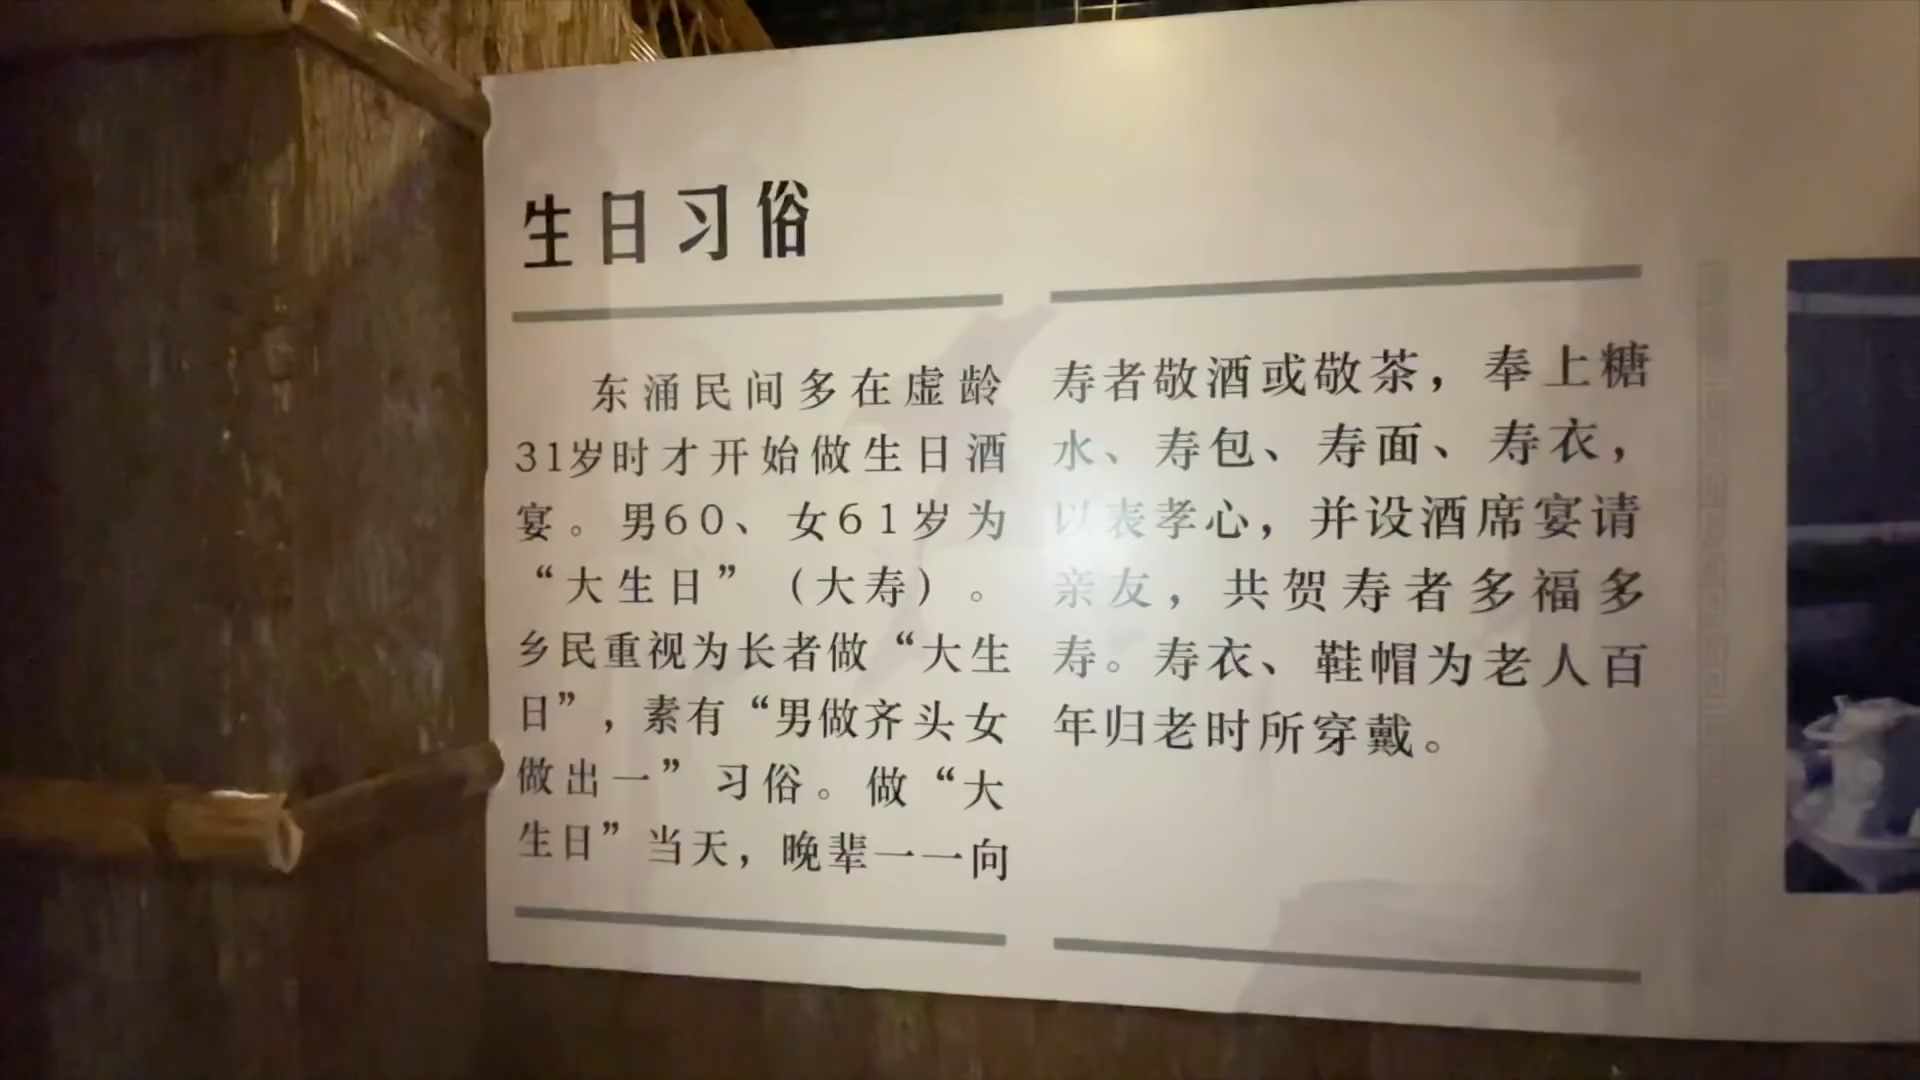 生日习俗
东涌民间多在虚龄
31岁时才开始做生日酒
宴。男60、女61岁为
“大生日”（大寿）。
乡民重视为长者做“大生
日”，素有“男做齐头女
做出一”习俗。做“大
生日”当天，晚辈一一向
寿者敬酒或敬茶，奉上糖
水、寿包、寿面、寿衣，
以表孝心，并设酒席宴请
亲友，共贺寿者多福多
寿。寿衣、鞋帽为老人百
年归老时所穿戴。